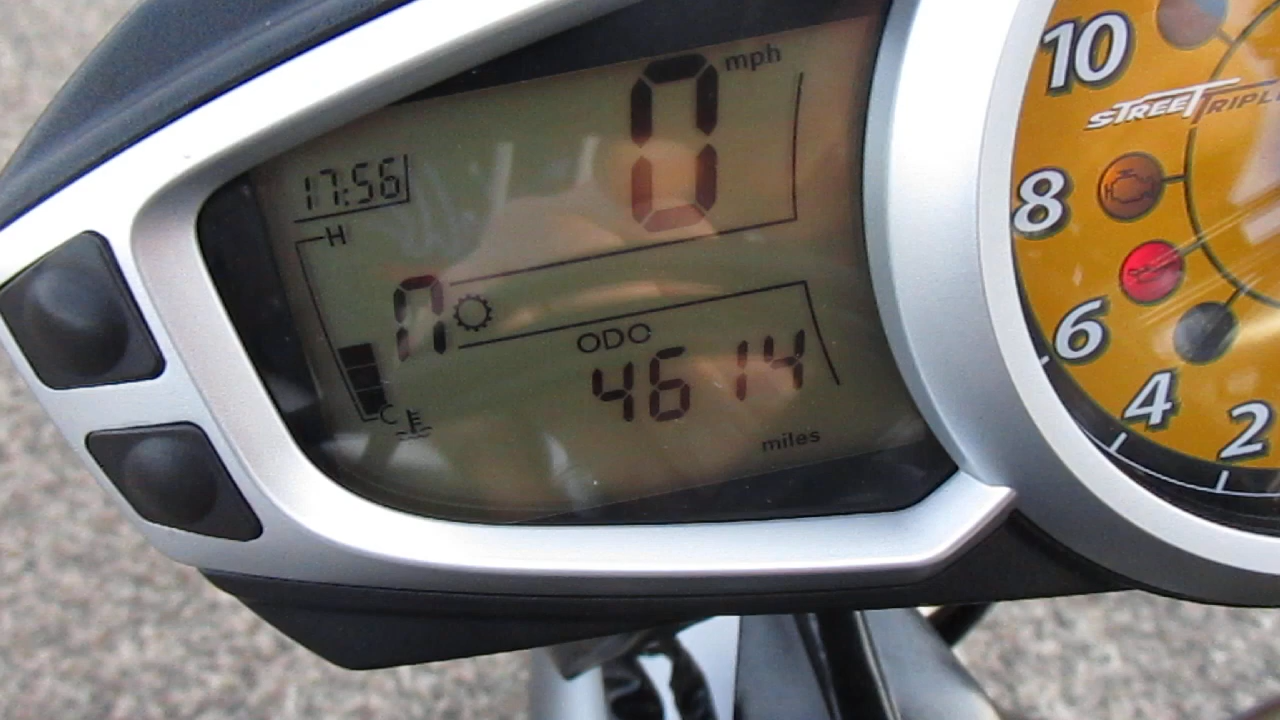 0 mph
17:56
H
n
ODO
4614
C
miles
10
STREET TRIPLE
8
6
4
2